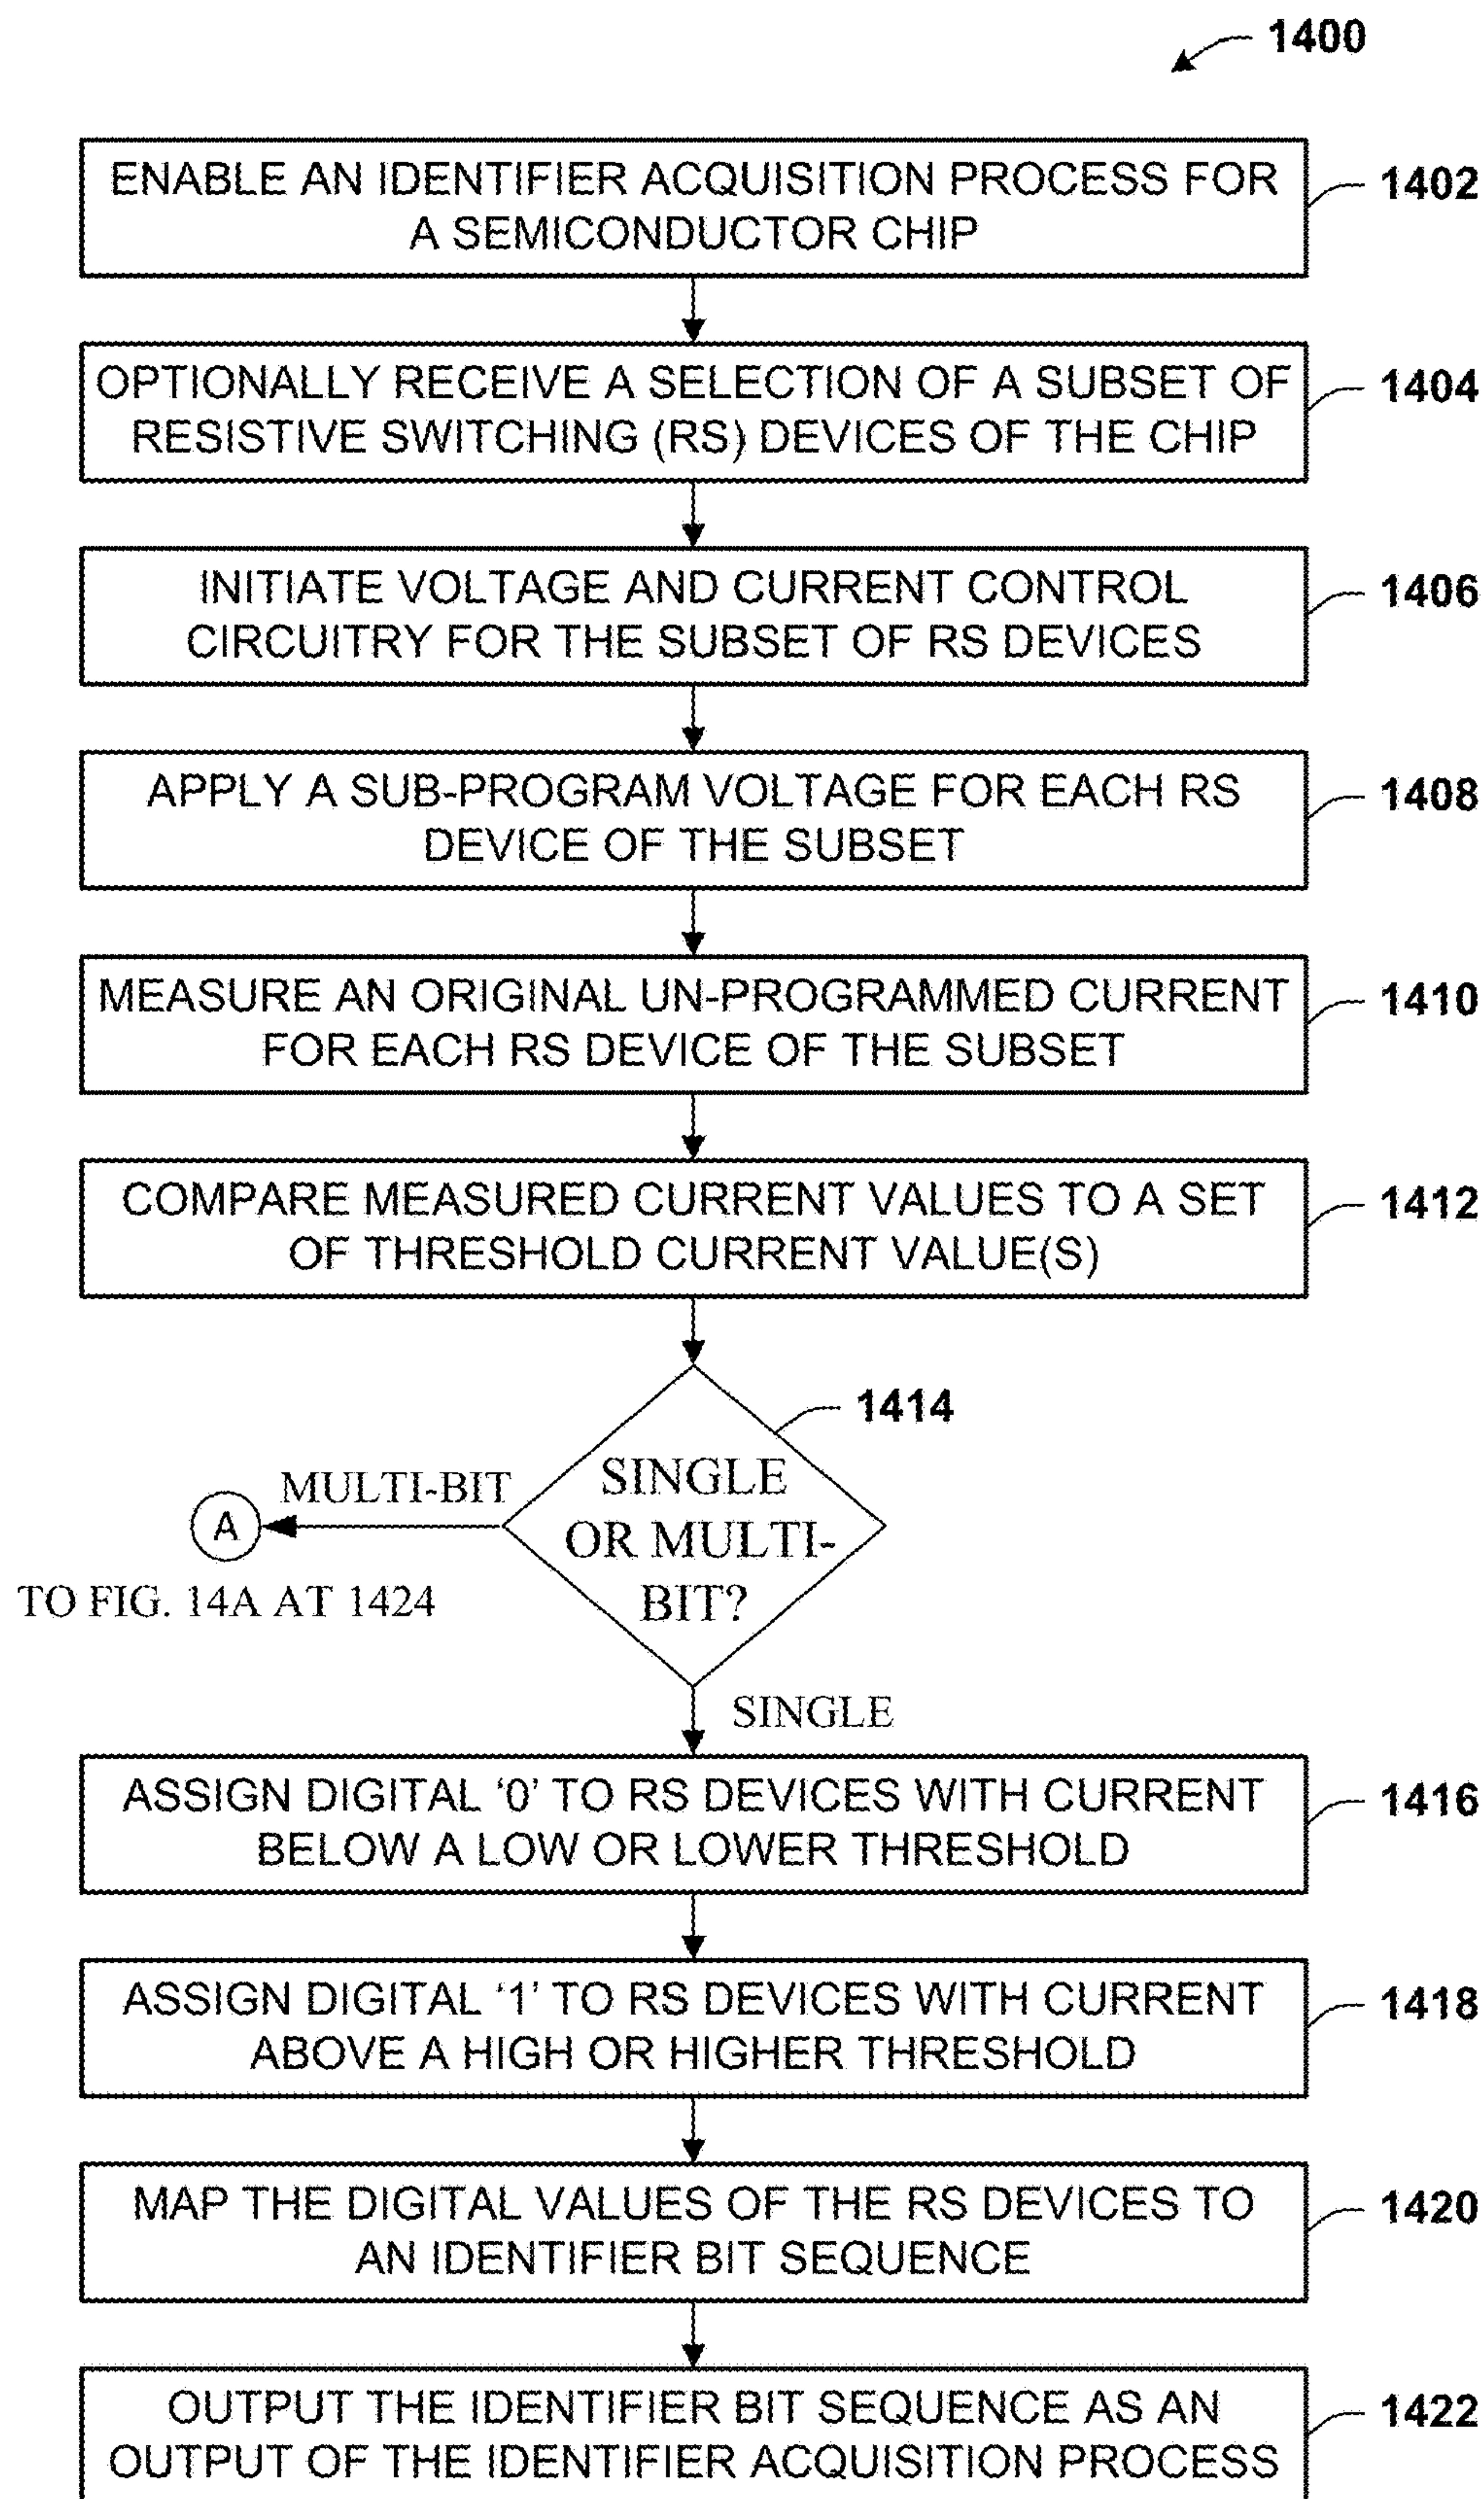 1400
ENABLE AN IDENTIFIER ACQUISITION PROCESS FOR
A SEMICONDUCTOR CHIP
1402
OPTIONALLY RECEIVE A SELECTION OF A SUBSET OF
RESISTIVE SWITCHING (RS) DEVICES OF THE CHIP
1404
INITIATE VOLTAGE AND CURRENT CONTROL
CIRCUITRY FOR THE SUBSET OF RS DEVICES
1406
APPLY A SUB-PROGRAM VOLTAGE FOR EACH RS
DEVICE OF THE SUBSET
1408
MEASURE AN ORIGINAL UN-PROGRAMMED CURRENT
FOR EACH RS DEVICE OF THE SUBSET
1410
COMPARE MEASURED CURRENT VALUES TO A SET
OF THRESHOLD CURRENT VALUE(S)
1412
1414
SINGLE
OR MULTI-
BIT?
MULTI-BIT
A
TO FIG. 14A AT 1424
SINGLE
ASSIGN DIGITAL ‘0’ TO RS DEVICES WITH CURRENT
BELOW A LOW OR LOWER THRESHOLD
1416
ASSIGN DIGITAL ‘1’ TO RS DEVICES WITH CURRENT
ABOVE A HIGH OR HIGHER THRESHOLD
1418
MAP THE DIGITAL VALUES OF THE RS DEVICES TO
AN IDENTIFIER BIT SEQUENCE
1420
OUTPUT THE IDENTIFIER BIT SEQUENCE AS AN
OUTPUT OF THE IDENTIFIER ACQUISITION PROCESS
1422